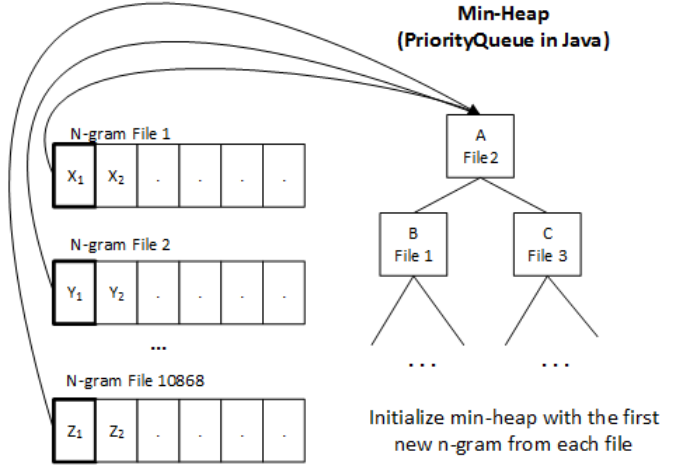 Min-Heap
(PriorityQueue in Java)
N-gram File 1
X₁ X₂ . . . .
N-gram File 2
Y₁ Y₂ . . . .
...
N-gram File 10868
Z₁ Z₂ . . . .
A
File2
B
File 1
C
File 3
... ...
Initialize min-heap with the first
new n-gram from each file